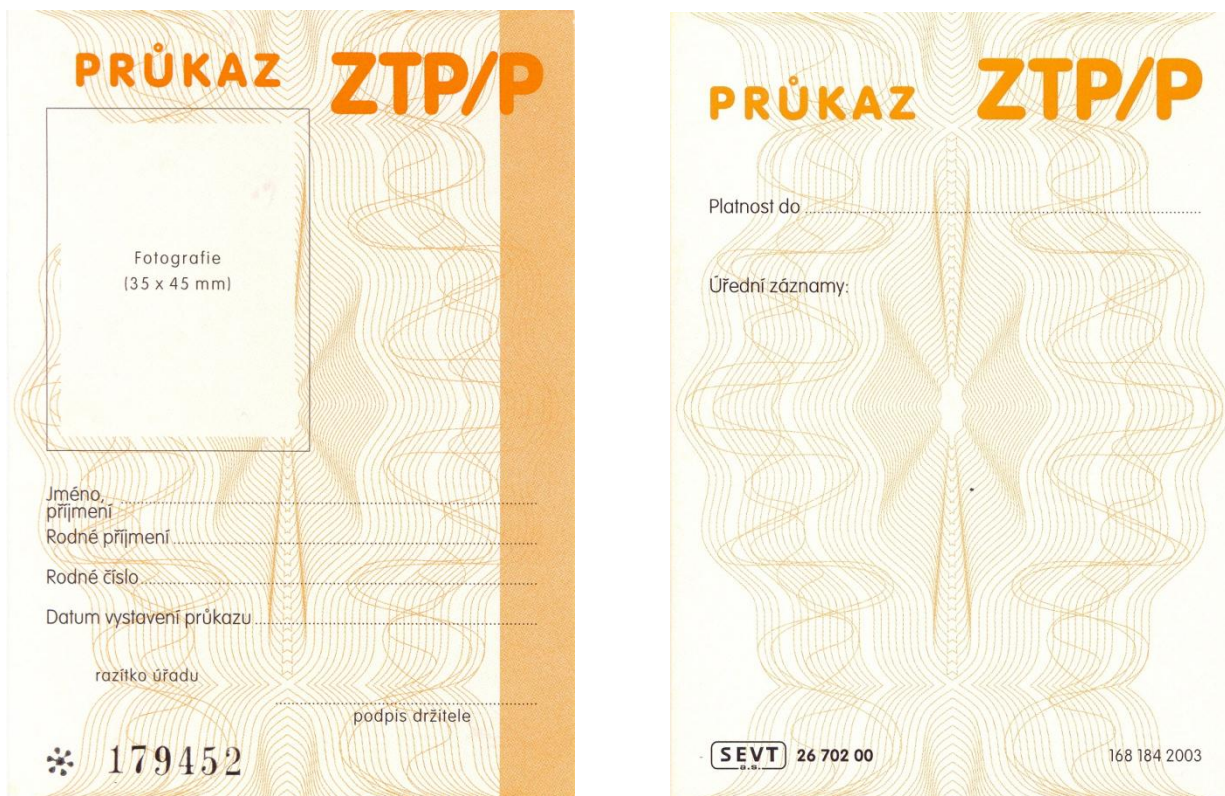 PRŮKAZ ZTP/P
Fotografie
(35 x 45 mm)
Jméno,
příjmení
Rodné příjmení
Rodné číslo
Datum vystavení průkazu
razítko úřadu
podpis držitele
179452
PRŮKAZ ZTP/P
Platnost do
Úřední záznamy:
SEVT a.s. 26 702 00
168 184 2003